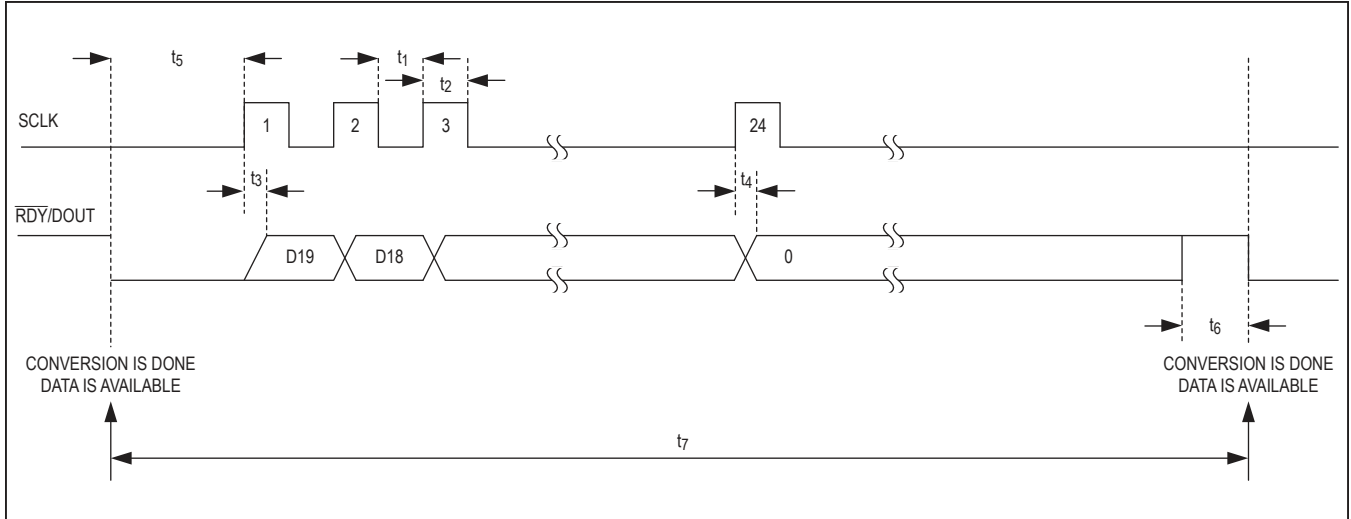 t5
t1
t2
SCLK
1
2
3
24
t3
t4
RDY/DOUT
D19
D18
0
t6
CONVERSION IS DONE
DATA IS AVAILABLE
CONVERSION IS DONE
DATA IS AVAILABLE
t7